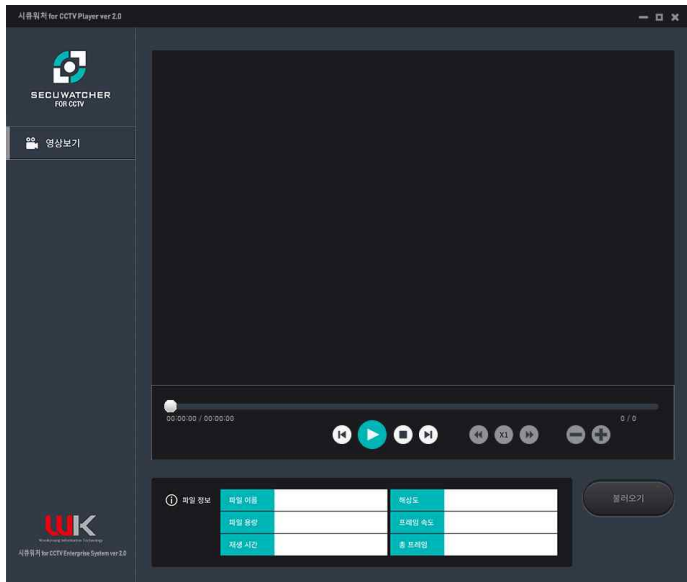 시큐워처 for CCTV Player ver 2.0
SECUWATCHER
FOR CCTV
영상보기
00:00:00 / 00:00:00
0 / 0
X1
파일 정보
파일 이름
해상도
파일 용량
프레임 속도
재생 시간
총 프레임
불러오기
WK
시큐워처 for CCTV Enterprise System ver 2.0